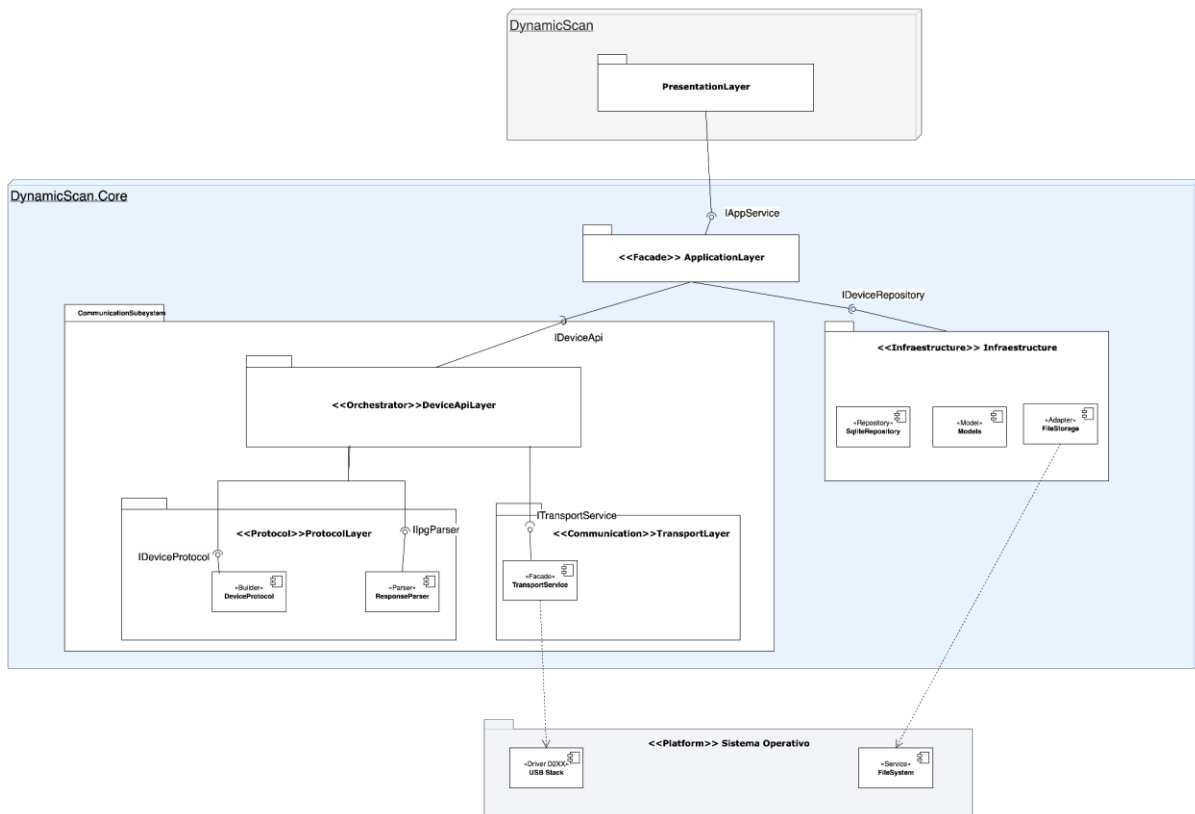 DynamicScan
PresentationLayer
DynamicScan.Core
IAppService
<<Facade>> ApplicationLayer
IDeviceRepository
CommunicationSubsystem
IDeviceApi
<<Infraestructure>> Infraestructure
<<Orchestrator>>DeviceApiLayer
«Repository»
SqliteRepository
«Model»
Models
«Adapter»
FileStorage
ITransportService
<<Protocol>>ProtocolLayer
IIpgParser
<<Communication>>TransportLayer
IDeviceProtocol
«Builder»
DeviceProtocol
«Parser»
ResponseParser
«Facade»
TransportService
<<Platform>> Sistema Operativo
«Driver D2XX»
USB Stack
«Service»
FileSystem